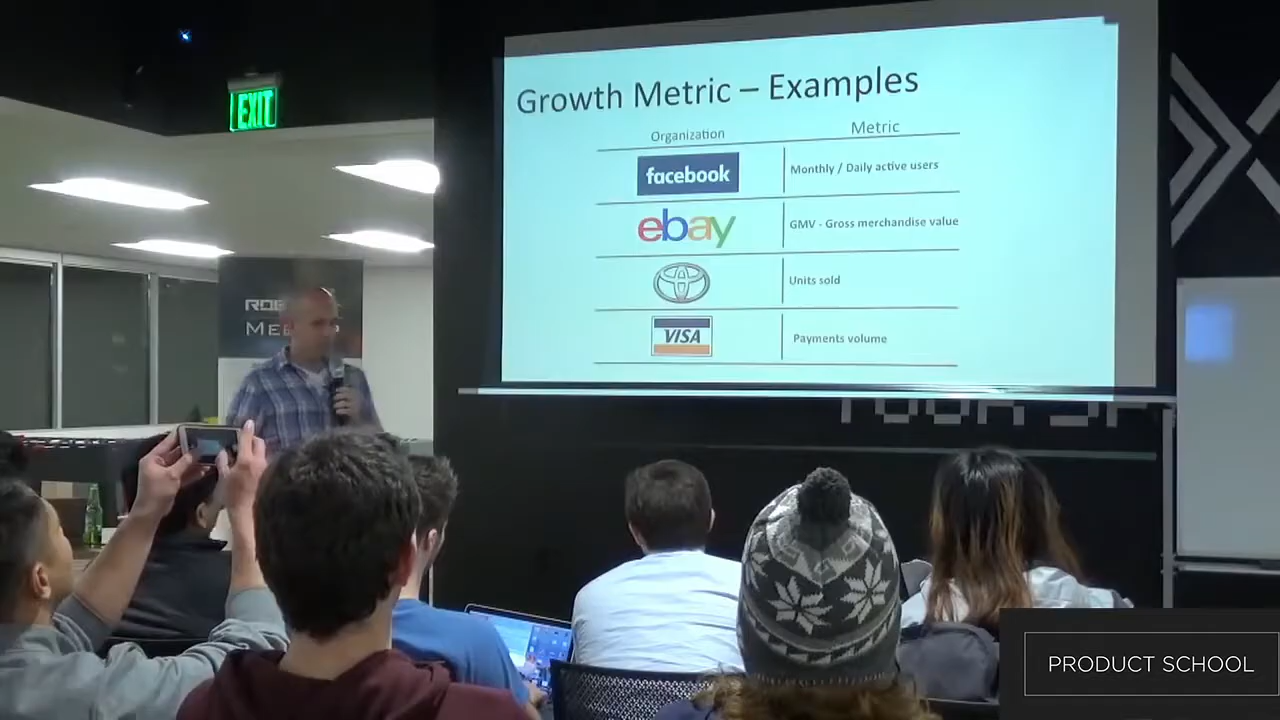 EXIT
Growth Metric – Examples
Organization Metric
facebook Monthly / Daily active users
ebay GMV - Gross merchandise value
Units sold
VISA Payments volume
PRODUCT SCHOOL